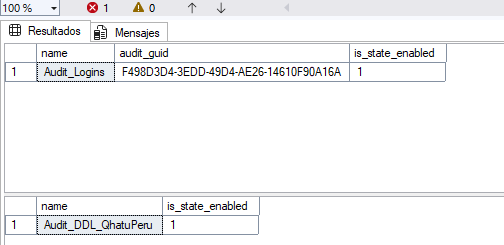 100 % 1 0
Resultados Mensajes
name audit_guid is_state_enabled
1 Audit_Logins F498D3D4-3EDD-49D4-AE26-14610F90A16A 1
name is_state_enabled
1 Audit_DDL_QhatuPeru 1